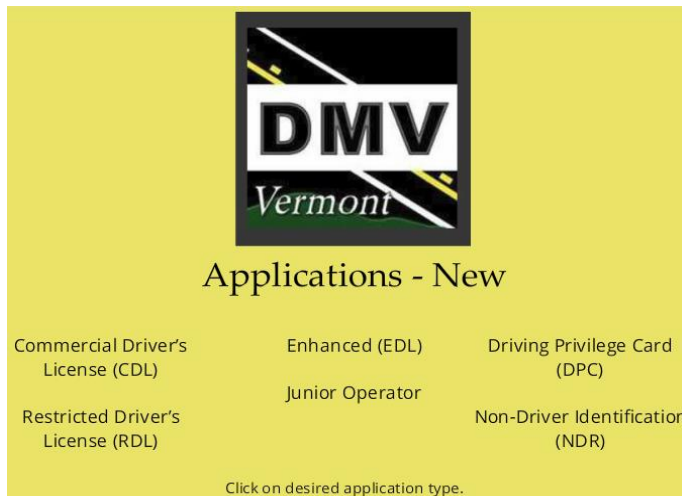 DMV
Vermont
Applications - New
Commercial Driver's
License (CDL)
Restricted Driver's
License (RDL)
Enhanced (EDL)
Junior Operator
Driving Privilege Card
(DPC)
Non-Driver Identification
(NDR)
Click on desired application type.